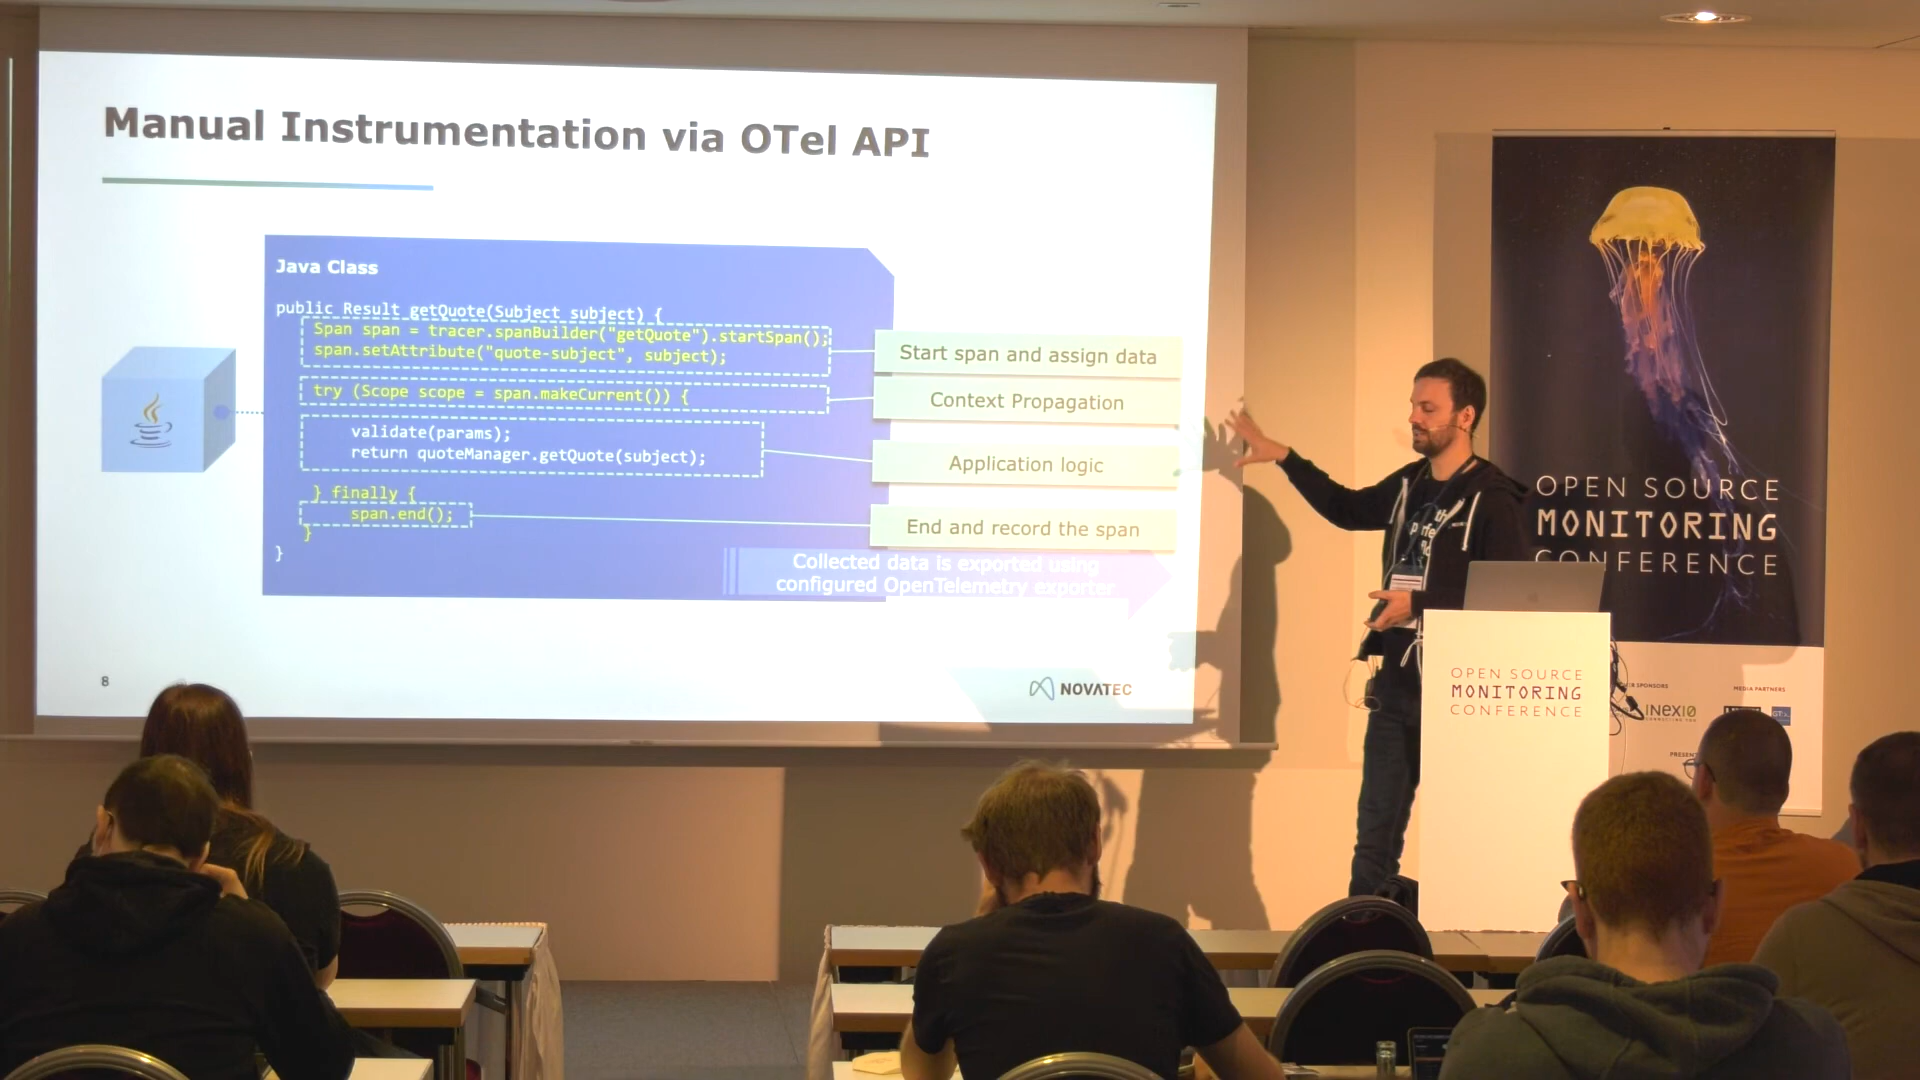 Manual Instrumentation via OTel API
Java Class
public Result getQuote(Subject subject) {
Span span = tracer.spanBuilder("getQuote").startSpan();
span.setAttribute("quote-subject", subject);
try (Scope scope = span.makeCurrent()) {
validate(params);
return quoteManager.getQuote(subject);
} finally {
span.end();
}
}
Start span and assign data
Context Propagation
Application logic
End and record the span
Collected data is exported using
configured OpenTelemetry exporter
8
NOVATEC
OPEN SOURCE
MONITORING
CONFERENCE
OPEN SOURCE
MONITORING
CONFERENCE
SPONSORS
MEDIA PARTNERS
INEXIO